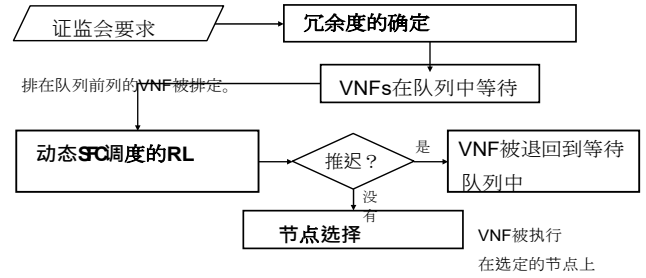 证监会要求
冗余度的确定
排在队列前列的VNF被排定。
VNFs在队列中等待
动态SFC调度的RL
推迟？
是
VNF被退回到等待
队列中
没
有
节点选择
VNF被执行
在选定的节点上